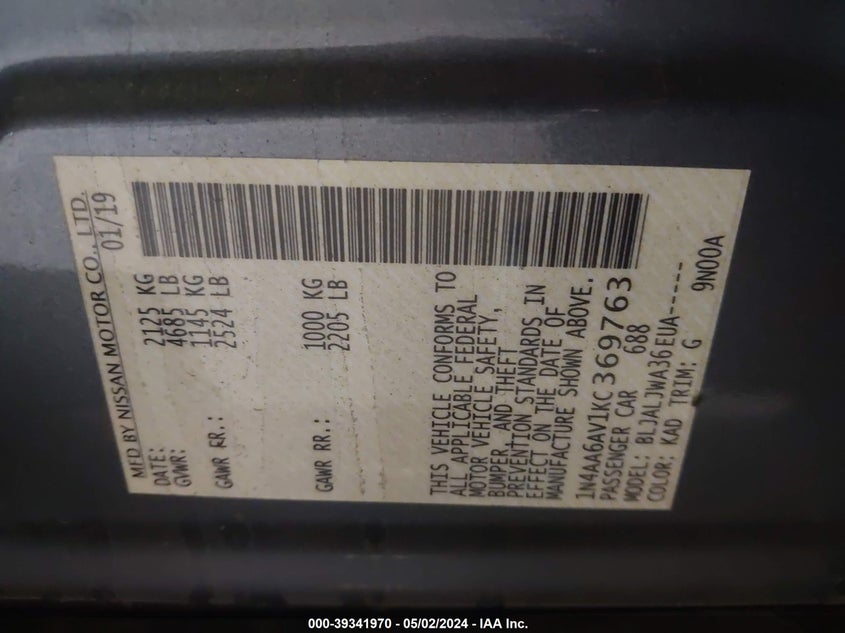 MFD BY NISSAN MOTOR CO., LTD.
DATE: 01/19
GVWR: 2125 KG
4685 LB
GAWR FR.: 1145 KG
2524 LB
GAWR RR.: 1000 KG
2205 LB
THIS VEHICLE CONFORMS TO
ALL APPLICABLE FEDERAL
MOTOR VEHICLE SAFETY,
BUMPER, AND THEFT
PREVENTION STANDARDS IN
EFFECT ON THE DATE OF
MANUFACTURE SHOWN ABOVE.
1N4AA6AV1KC369763
PASSENGER CAR 688
MODEL: BLJALJWA36EUA-----
COLOR: KAD TRIM: G 9N00A
000-39341970 - 05/02/2024 - IAA Inc.